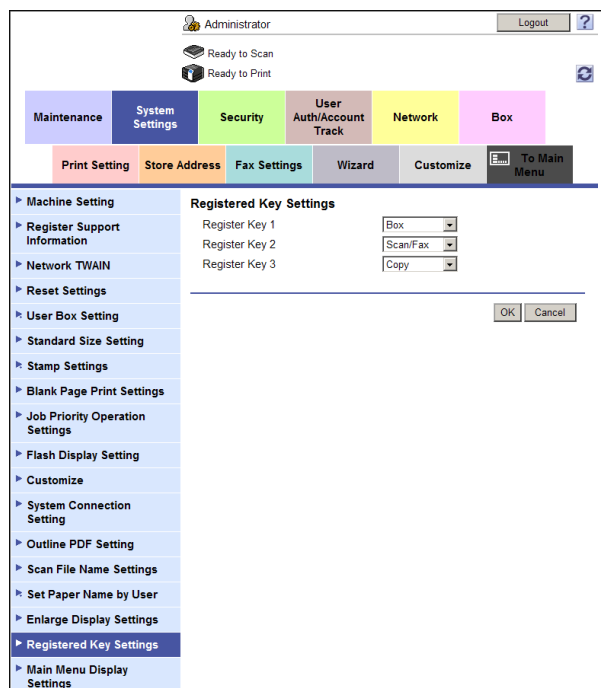 Administrator
Logout
?
Ready to Scan
Ready to Print
Maintenance
System
Settings
Security
User
Auth/Account
Track
Network
Box
Print Setting
Store Address
Fax Settings
Wizard
Customize
To Main
Menu
Machine Setting
Register Support
Information
Network TWAIN
Reset Settings
User Box Setting
Standard Size Setting
Stamp Settings
Blank Page Print Settings
Job Priority Operation
Settings
Flash Display Setting
Customize
System Connection
Setting
Outline PDF Setting
Scan File Name Settings
Set Paper Name by User
Enlarge Display Settings
Registered Key Settings
Main Menu Display
Settings
Registered Key Settings
Register Key 1 Box
Register Key 2 Scan/Fax
Register Key 3 Copy
OK Cancel